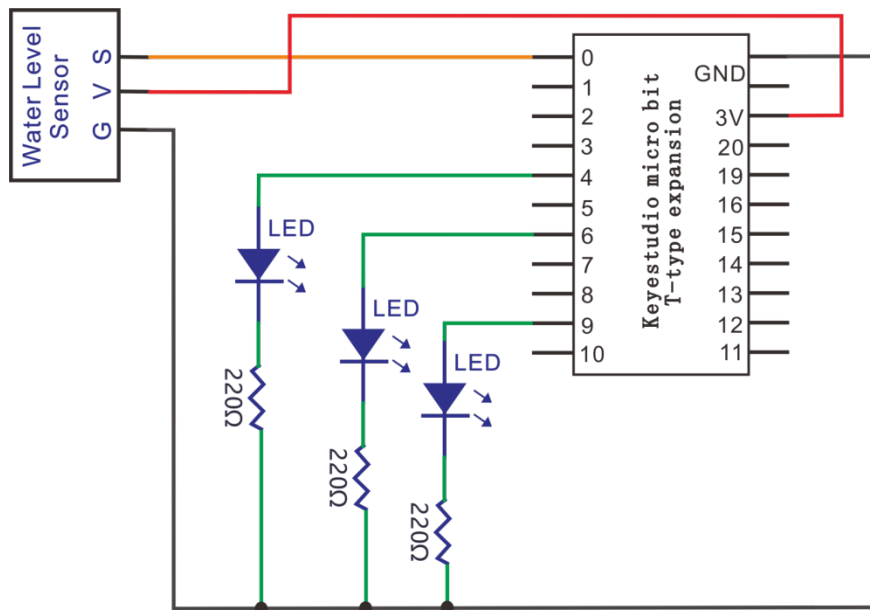 Water Level
Sensor
S
V
G
Keyestudio micro bit
T-type expansion
0
1
2
3
4
5
6
7
8
9
10
GND
3V
20
19
16
15
14
13
12
11
LED
LED
LED
220Ω
220Ω
220Ω